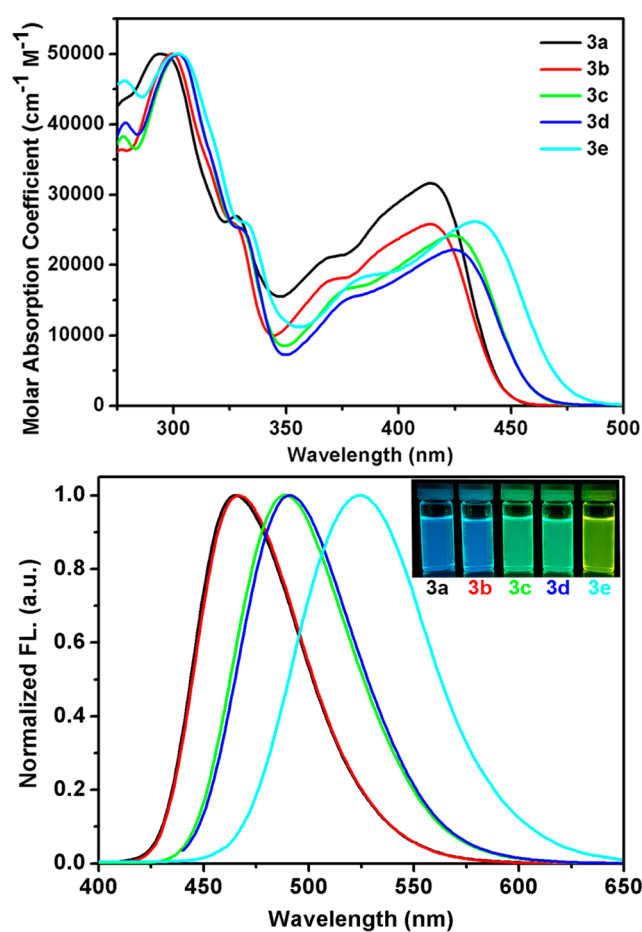 Molar Absorption Coefficient (cm⁻¹ M⁻¹)
50000
40000
30000
20000
10000
0
3a
3b
3c
3d
3e
300 350 400 450 500
Wavelength (nm)
Normalized FL. (a.u.)
1.0
0.8
0.6
0.4
0.2
0.0
3a 3b 3c 3d 3e
400 450 500 550 600 650
Wavelength (nm)